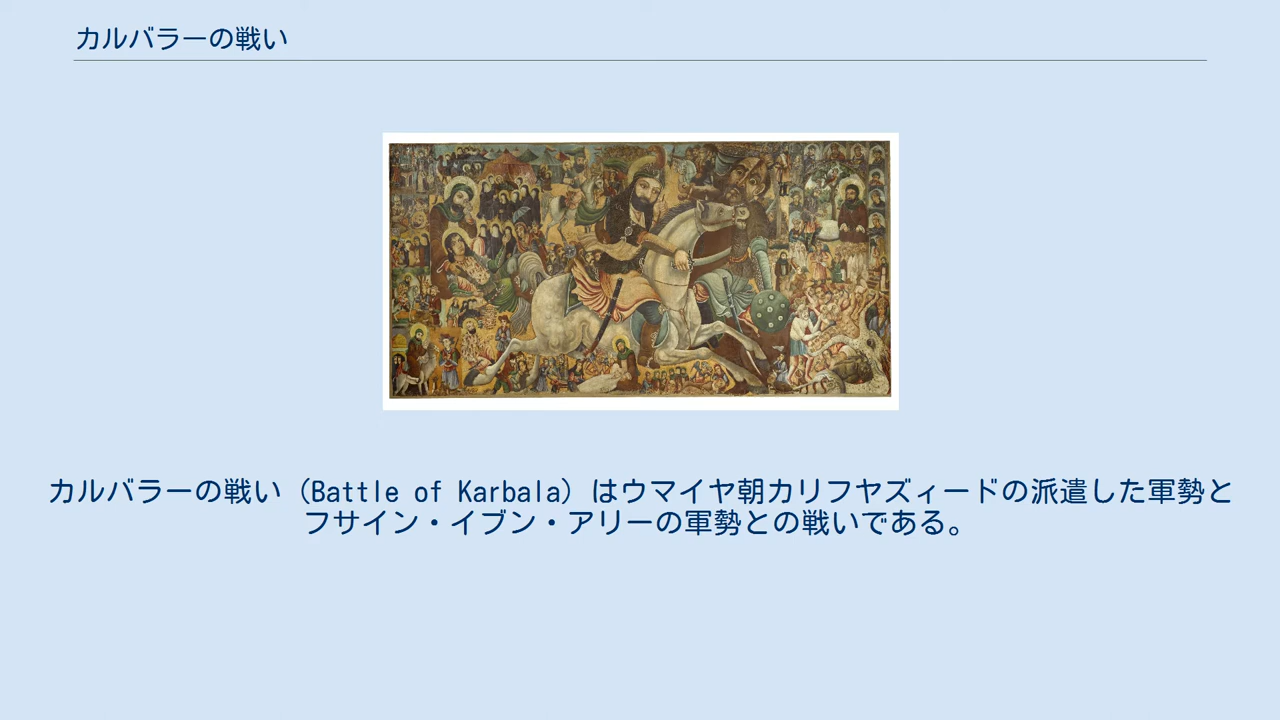 カルバラーの戦い
カルバラーの戦い（Battle of Karbala）はウマイヤ朝カリフヤズィードの派遣した軍勢と
フサイン・イブン・アリーの軍勢との戦いである。